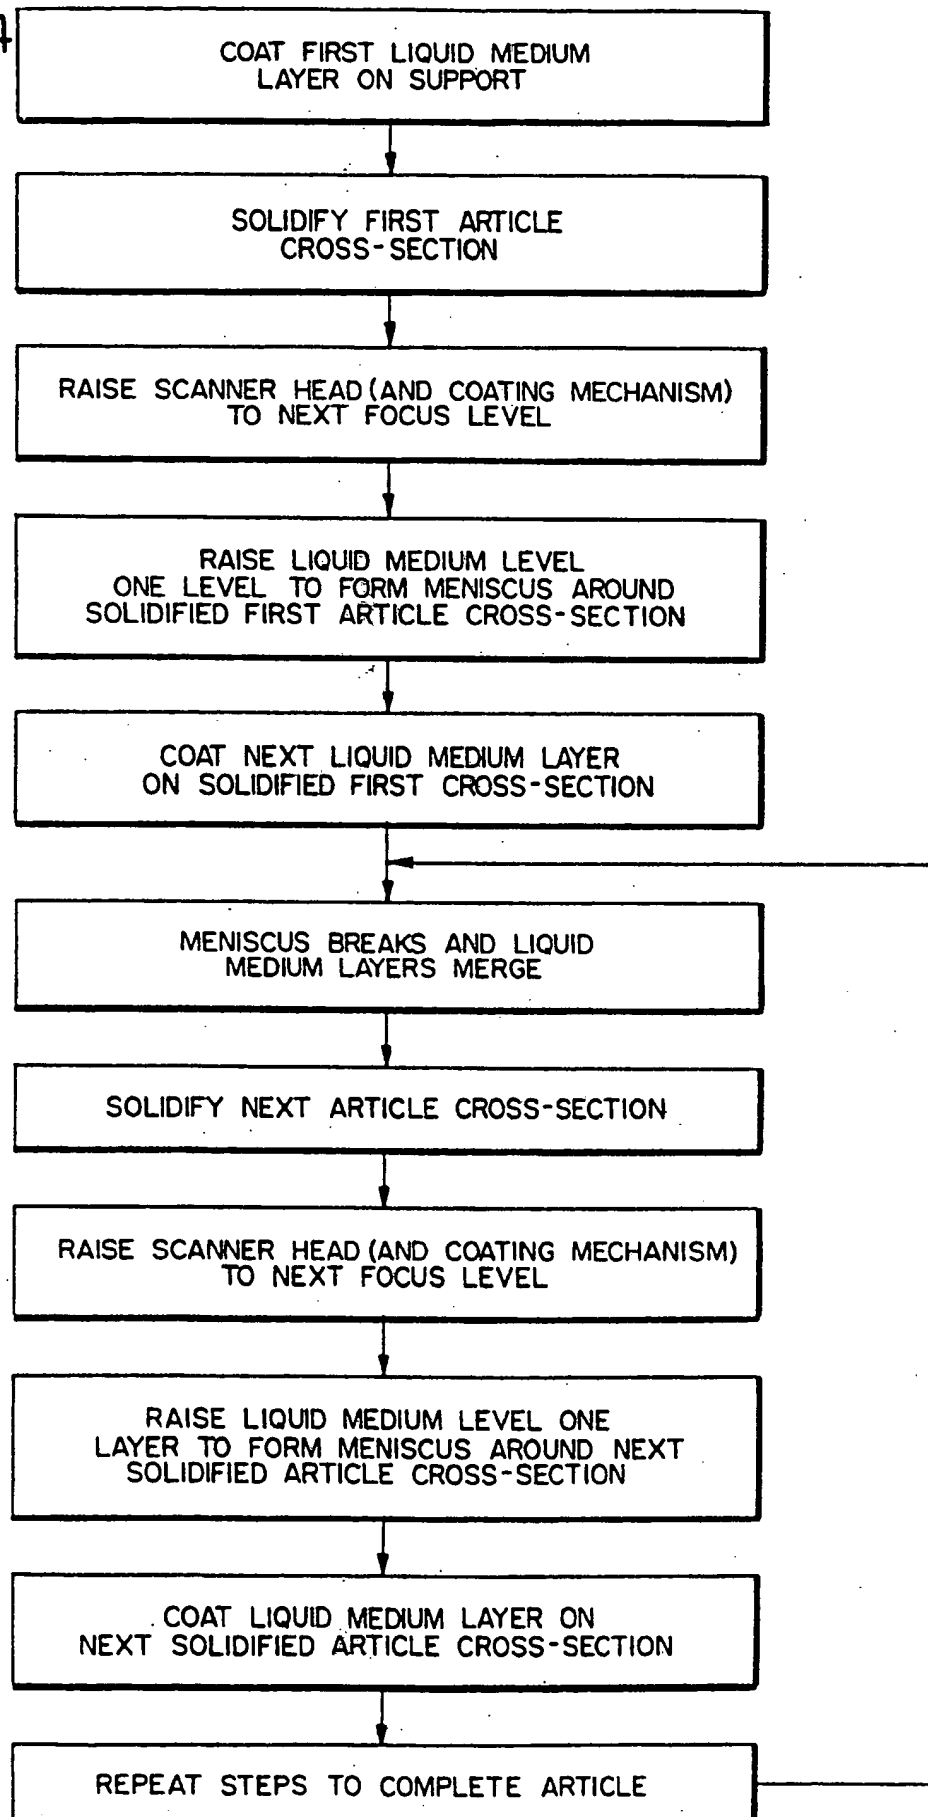 COAT FIRST LIQUID MEDIUM
LAYER ON SUPPORT
SOLIDIFY FIRST ARTICLE
CROSS-SECTION
RAISE SCANNER HEAD (AND COATING MECHANISM)
TO NEXT FOCUS LEVEL
RAISE LIQUID MEDIUM LEVEL
ONE LEVEL TO FORM MENISCUS AROUND
SOLIDIFIED FIRST ARTICLE CROSS-SECTION
COAT NEXT LIQUID MEDIUM LAYER
ON SOLIDIFIED FIRST CROSS-SECTION
MENISCUS BREAKS AND LIQUID
MEDIUM LAYERS MERGE
SOLIDIFY NEXT ARTICLE CROSS-SECTION
RAISE SCANNER HEAD (AND COATING MECHANISM)
TO NEXT FOCUS LEVEL
RAISE LIQUID MEDIUM LEVEL ONE
LAYER TO FORM MENISCUS AROUND NEXT
SOLIDIFIED ARTICLE CROSS-SECTION
COAT LIQUID MEDIUM LAYER ON
NEXT SOLIDIFIED ARTICLE CROSS-SECTION
REPEAT STEPS TO COMPLETE ARTICLE